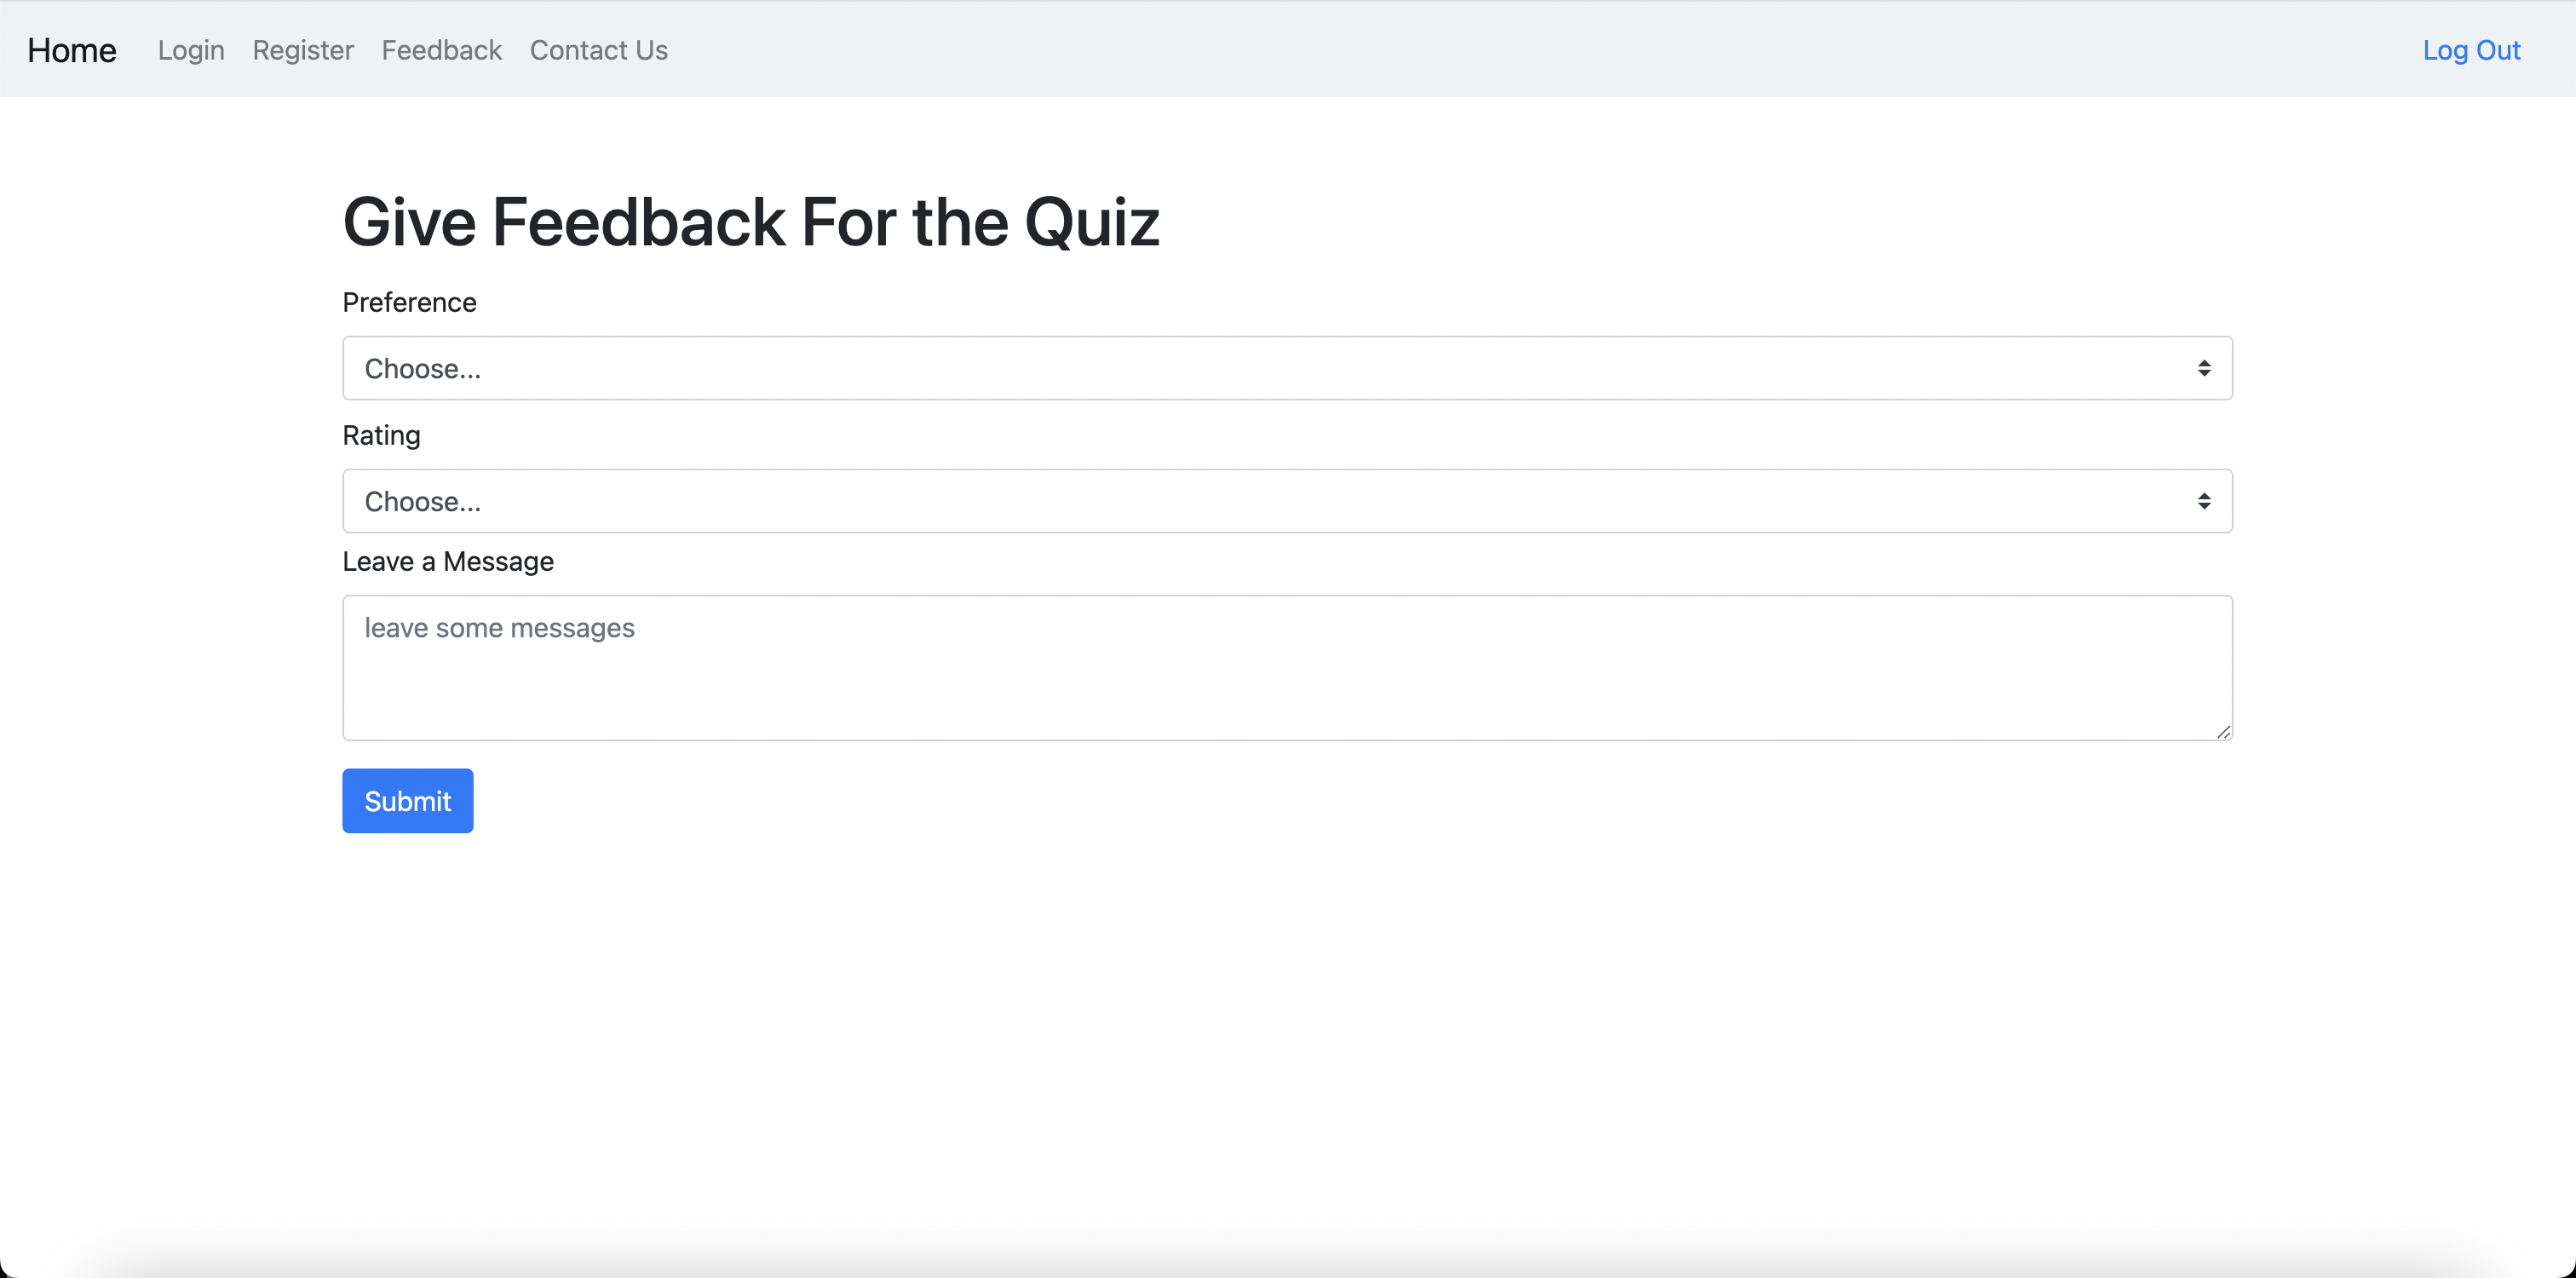 Home Login Register Feedback Contact Us Log Out
Give Feedback For the Quiz
Preference
Choose...
Rating
Choose...
Leave a Message
leave some messages
Submit